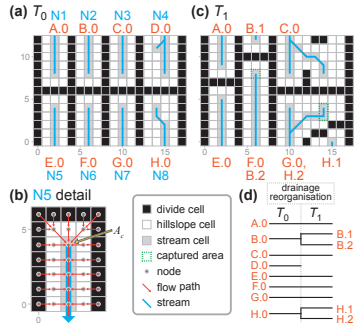 (a) T₀ N1 N2 N3 N4
A.0 B.0 C.0 D.0
10
5
0
0 5 10 15
E.0 F.0 G.0 H.0
N5 N6 N7 N8
(c) T₁
A.0 B.1 C.0
10
5
0
0 5 10 15
E.0 F.0 G.0, H.1
B.2 H.2
(b) N5 detail
5
0
A_c
divide cell
hillslope cell
stream cell
captured area
node
flow path
stream
(d) drainage
reorganisation
T₀ T₁
A.0
B.0 B.1
B.2
C.0
D.0
E.0
F.0
G.0
H.0 H.1
H.2